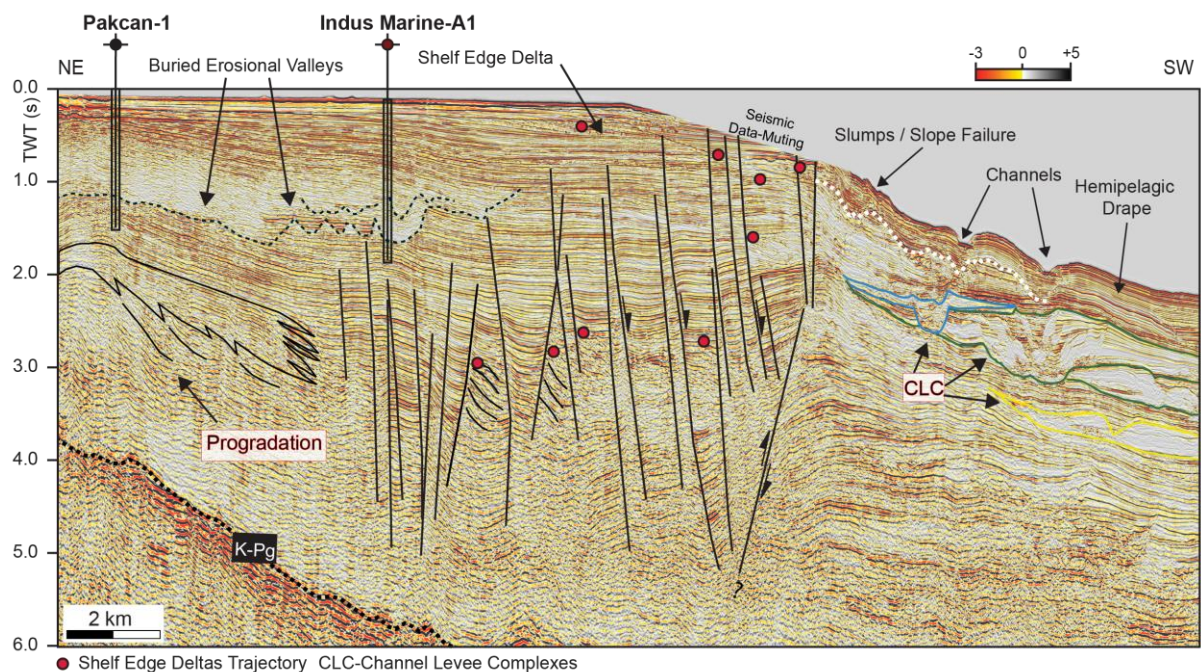 Pakcan-1
Indus Marine-A1
NE
Buried Erosional Valleys
Shelf Edge Delta
-3 0 +5
SW
0.0
TWT (s)
Seismic
Data-Muting
Slumps / Slope Failure
Channels
Hemipelagic
Drape
1.0
2.0
3.0
CLC
Progradation
4.0
K-Pg
5.0
?
2 km
6.0
Shelf Edge Deltas Trajectory CLC-Channel Levee Complexes